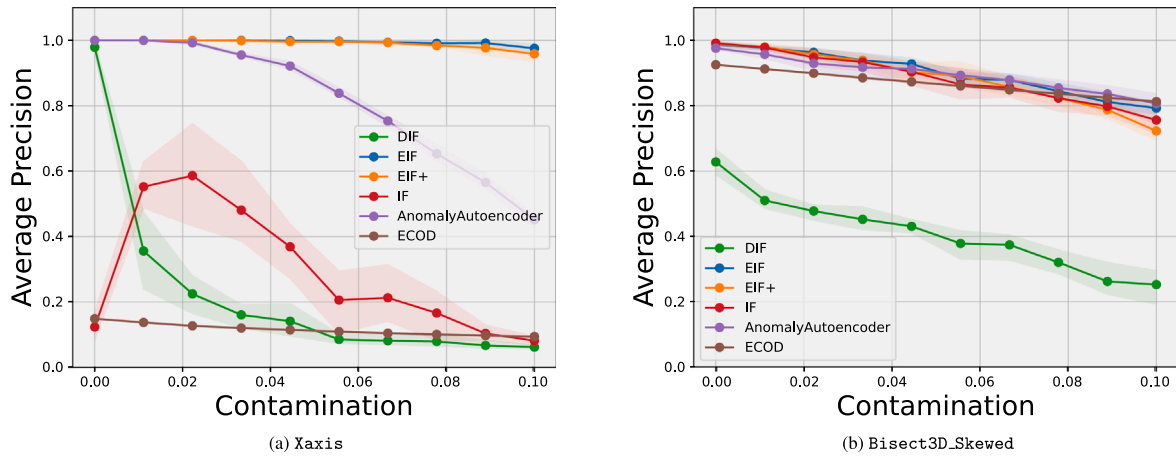 1.0
0.8
0.6
0.4
0.2
0.0
Average Precision
DIF
EIF
EIF+
IF
AnomalyAutoencoder
ECOD
0.00 0.02 0.04 0.06 0.08 0.10
Contamination
(a) Xaxis
1.0
0.8
0.6
0.4
0.2
0.0
Average Precision
DIF
EIF
EIF+
IF
AnomalyAutoencoder
ECOD
0.00 0.02 0.04 0.06 0.08 0.10
Contamination
(b) Bisect3D_Skewed